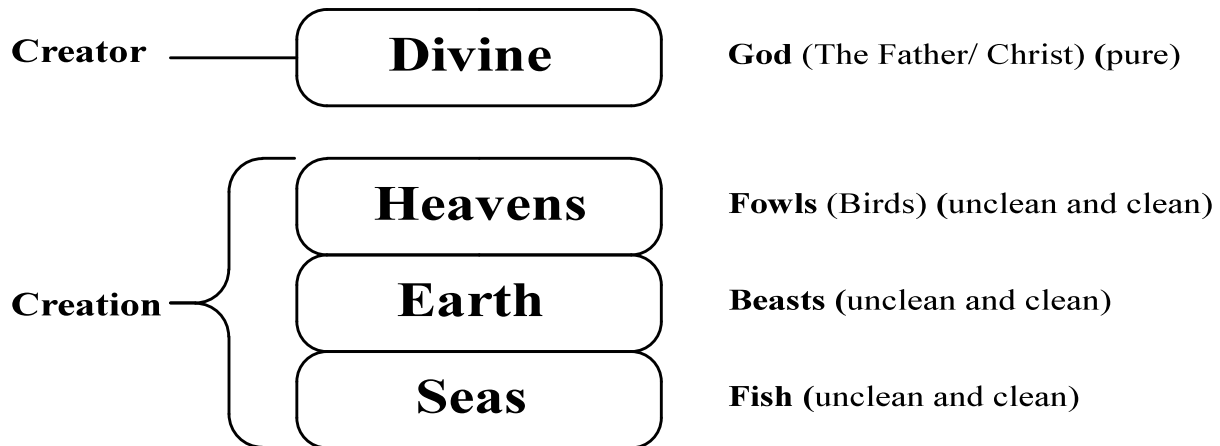 Creator Divine God (The Father/ Christ) (pure)
Heavens Fowls (Birds) (unclean and clean)
Creation Earth Beasts (unclean and clean)
Seas Fish (unclean and clean)